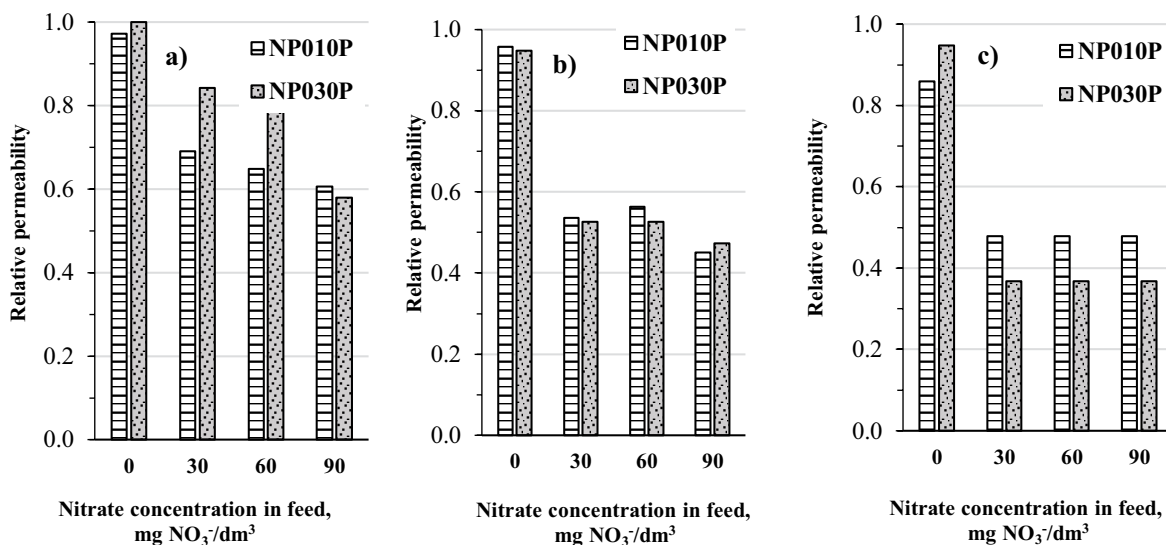 a)
NP010P
NP030P
Relative permeability
1.0
0.8
0.6
0.4
0.2
0.0
0 30 60 90
Nitrate concentration in feed,
mg NO₃⁻/dm³
b)
NP010P
NP030P
Relative permeability
1.0
0.8
0.6
0.4
0.2
0.0
0 30 60 90
Nitrate concentration in feed,
mg NO₃⁻/dm³
c)
NP010P
NP030P
Relative permeability
1.0
0.8
0.6
0.4
0.2
0.0
0 30 60 90
Nitrate concentration in feed,
mg NO₃⁻/dm³